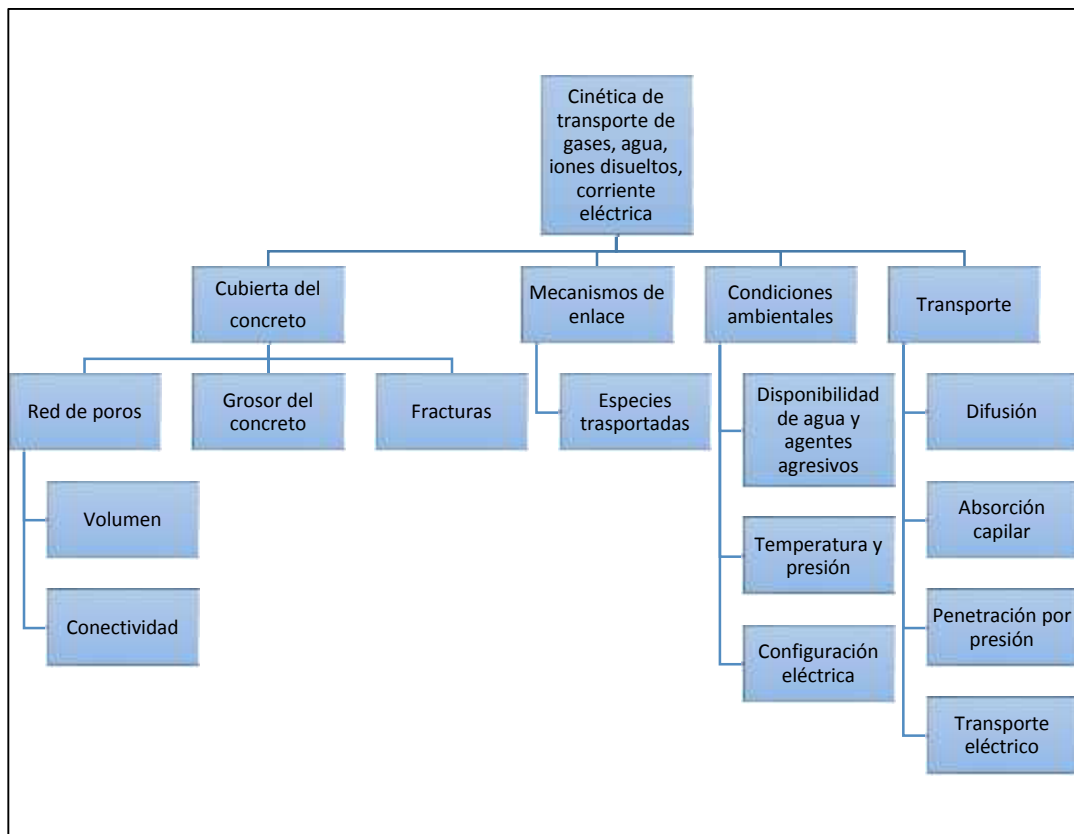 Cinética de
transporte de
gases, agua,
iones disueltos,
corriente
eléctrica
Cubierta del
concreto
Mecanismos de
enlace
Condiciones
ambientales
Transporte
Red de poros
Grosor del
concreto
Fracturas
Especies
trasportadas
Disponibilidad
de agua y
agentes
agresivos
Difusión
Volumen
Absorción
capilar
Temperatura y
presión
Conectividad
Penetración por
presión
Configuración
eléctrica
Transporte
eléctrico